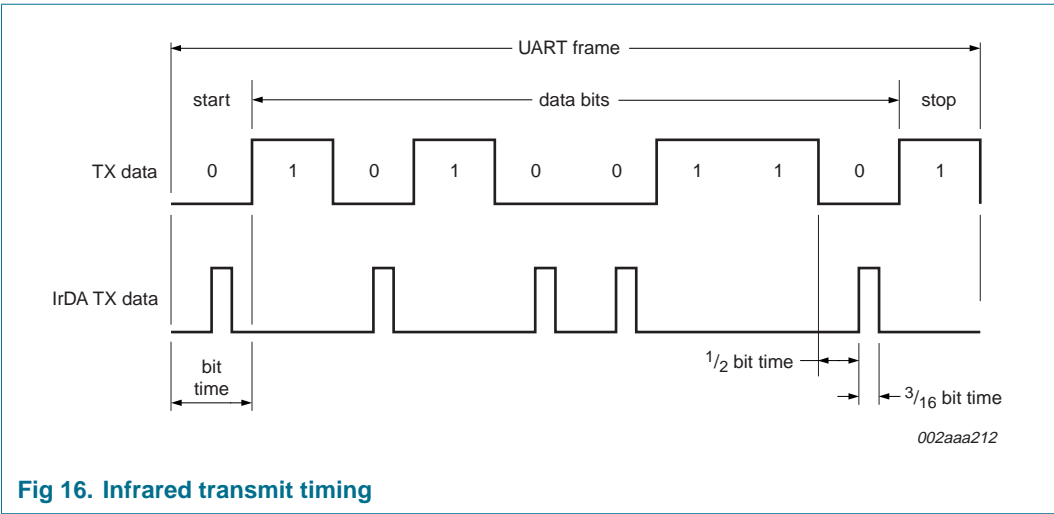 UART frame
start data bits stop
TX data 0 1 0 1 0 0 1 1 0 1
IrDA TX data
bit
time
1/2 bit time
3/16 bit time
002aaa212
Fig 16. Infrared transmit timing